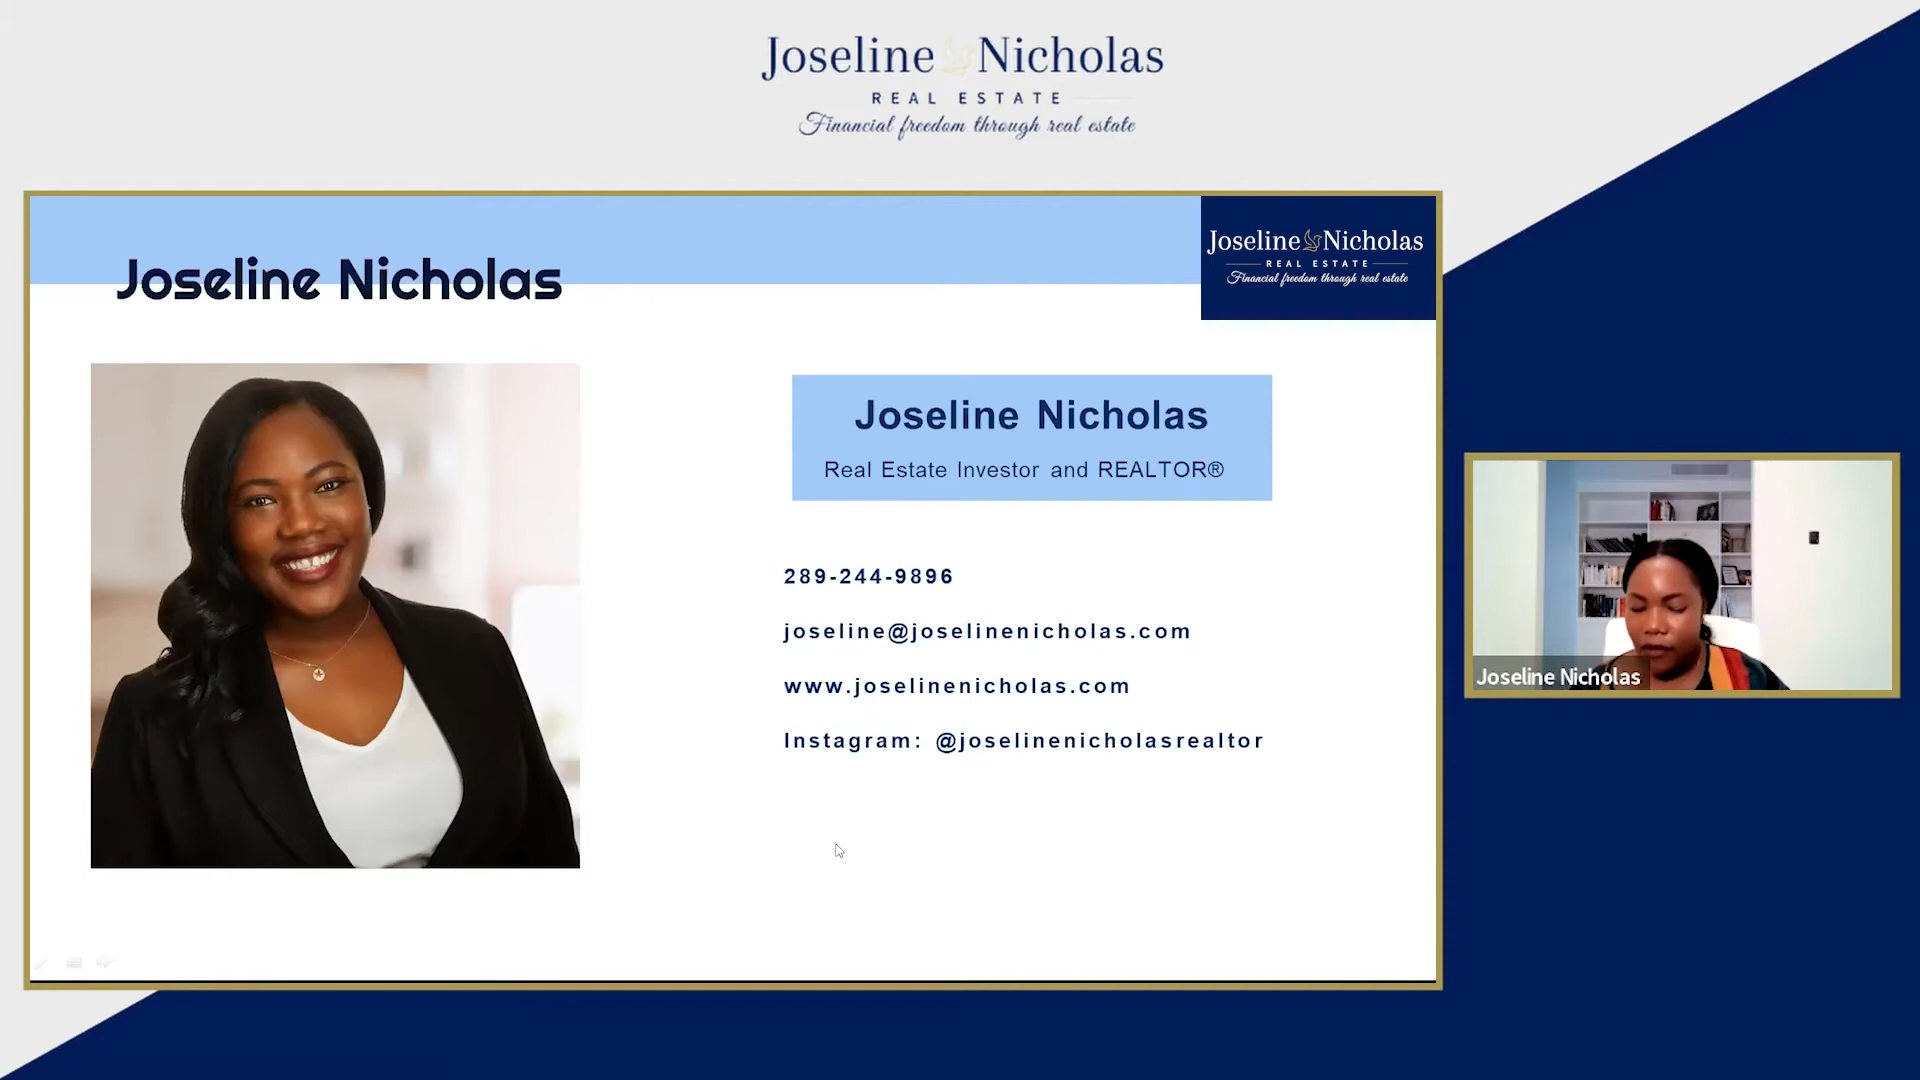 Joseline Nicholas
REAL ESTATE
Financial freedom through real estate
Joseline Nicholas
Joseline Nicholas
REAL ESTATE
Financial freedom through real estate
Joseline Nicholas
Real Estate Investor and REALTOR®
289-244-9896
joseline@joselinenicholas.com
www.joselinenicholas.com
Instagram: @joselinenicholasrealtor
Joseline Nicholas